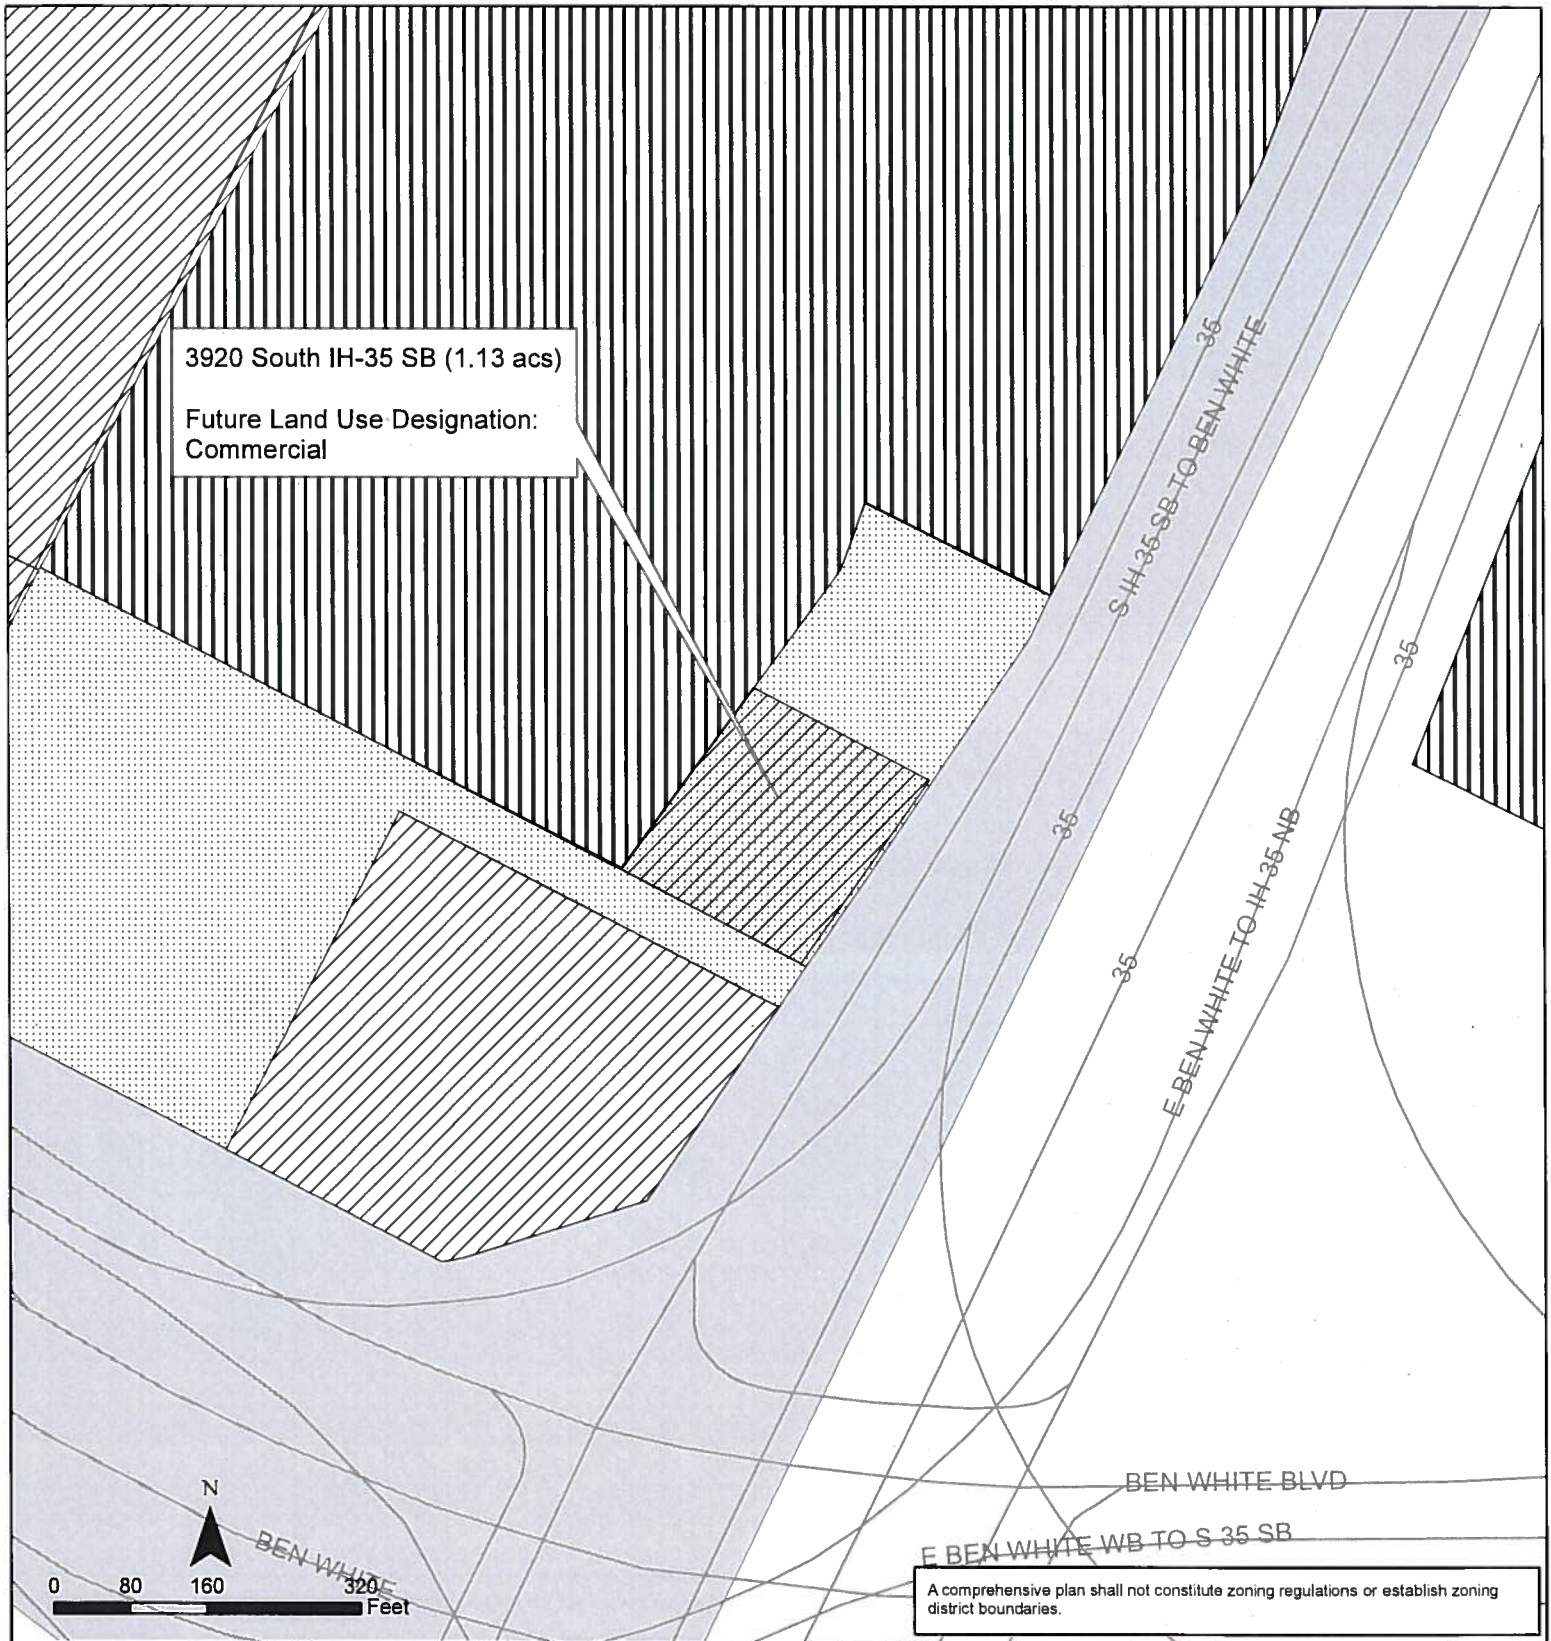 3920 South IH-35 SB (1.13 acs)
Future Land Use Designation:
Commercial
35
S IH 35 SB TO BEN WHITE
35
35
35
E BEN WHITE TO IH 35 NB
BEN WHITE BLVD
E BEN WHITE WB TO S 35 SB
N
BEN WHITE
0 80 160 320
Feet
A comprehensive plan shall not constitute zoning regulations or establish zoning
district boundaries.